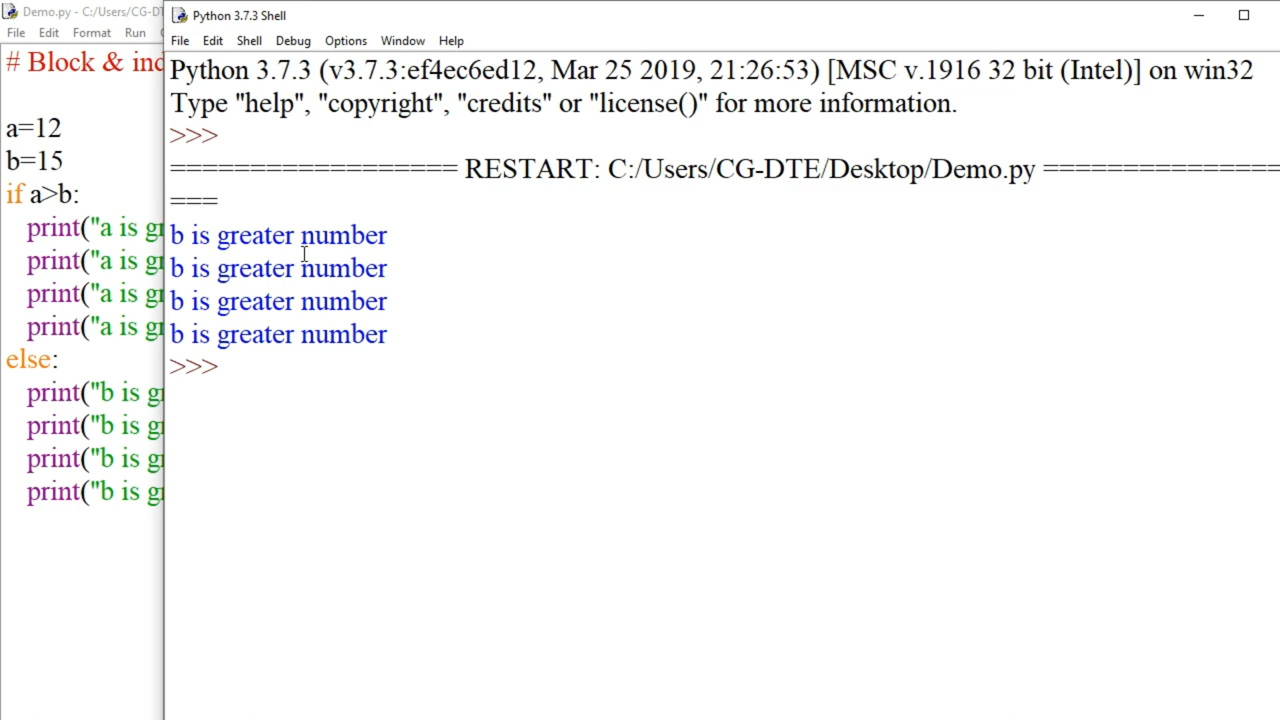 Demo.py - C:/Users/CG-DT
File Edit Format Run
# Block & ind
a=12
b=15
if a>b:
print("a is gr
print("a is gr
print("a is gr
print("a is gr
else:
print("b is gr
print("b is gr
print("b is gr
print("b is gr
Python 3.7.3 Shell
File Edit Shell Debug Options Window Help
Python 3.7.3 (v3.7.3:ef4ec6ed12, Mar 25 2019, 21:26:53) [MSC v.1916 32 bit (Intel)] on win32
Type "help", "copyright", "credits" or "license()" for more information.
>>>
================== RESTART: C:/Users/CG-DTE/Desktop/Demo.py ===============
===
b is greater number
b is greater number
b is greater number
b is greater number
>>>